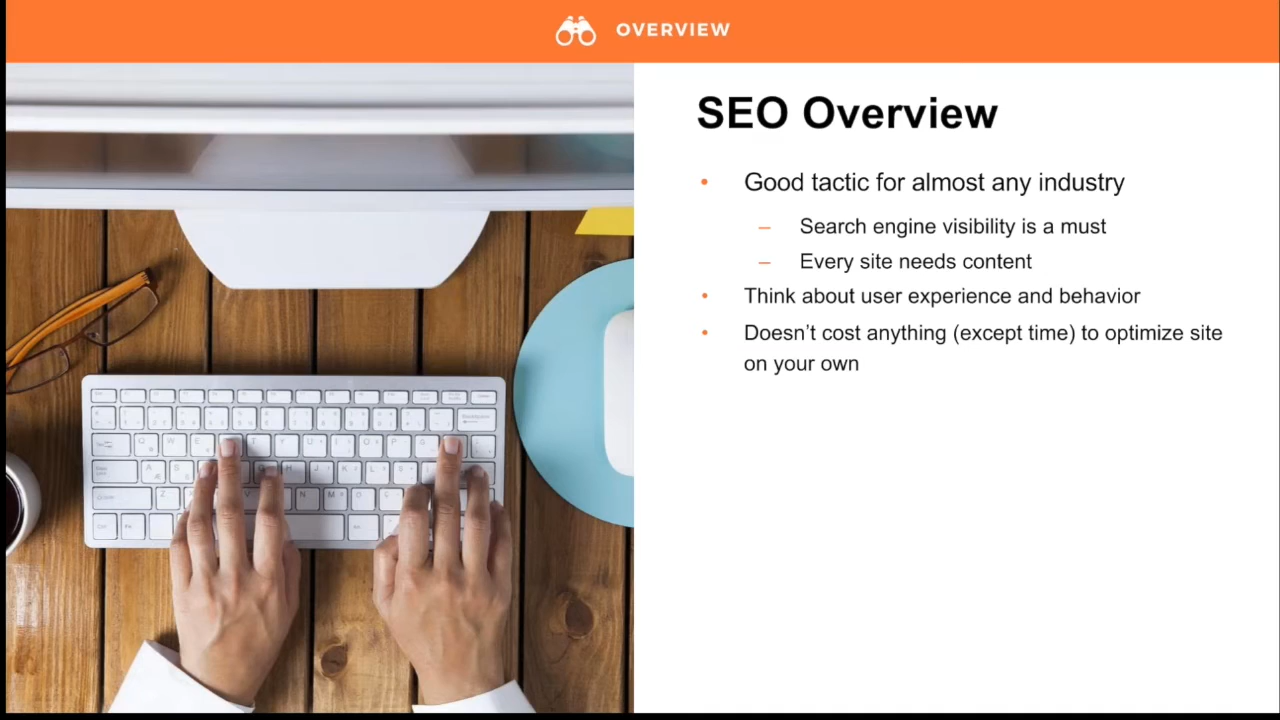 OVERVIEW
SEO Overview
• Good tactic for almost any industry
– Search engine visibility is a must
– Every site needs content
• Think about user experience and behavior
• Doesn’t cost anything (except time) to optimize site
on your own